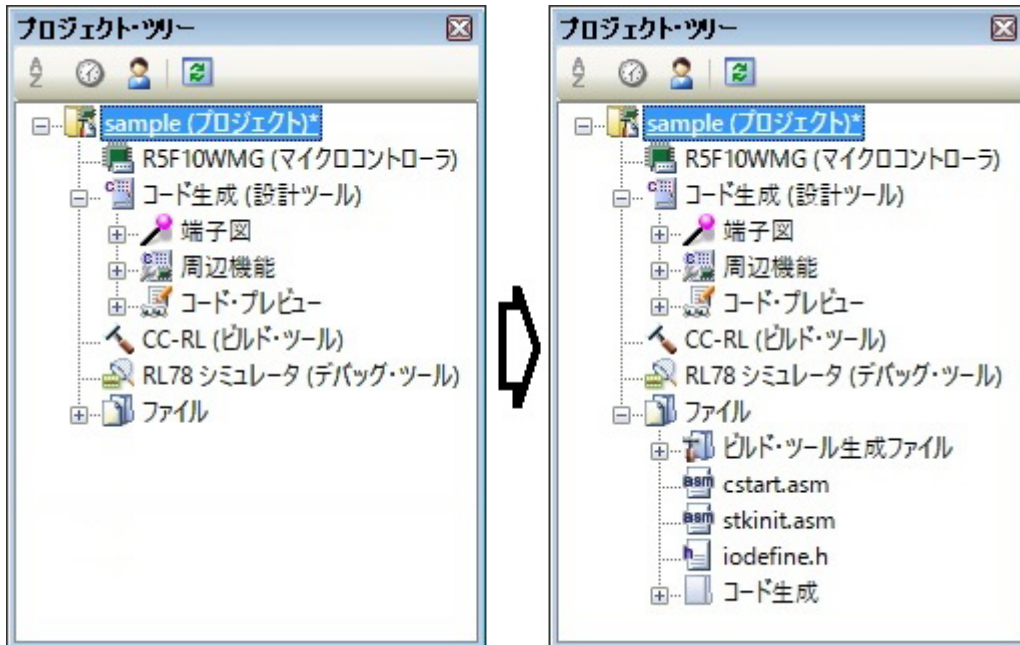 プロジェクト・ツリー
sample (プロジェクト)*
R5F10WMG (マイクロコントローラ)
コード生成 (設計ツール)
端子図
周辺機能
コード・プレビュー
CC-RL (ビルド・ツール)
RL78 シミュレータ (デバッグ・ツール)
ファイル
プロジェクト・ツリー
sample (プロジェクト)*
R5F10WMG (マイクロコントローラ)
コード生成 (設計ツール)
端子図
周辺機能
コード・プレビュー
CC-RL (ビルド・ツール)
RL78 シミュレータ (デバッグ・ツール)
ファイル
ビルド・ツール生成ファイル
cstart.asm
stkinit.asm
iodefine.h
コード生成